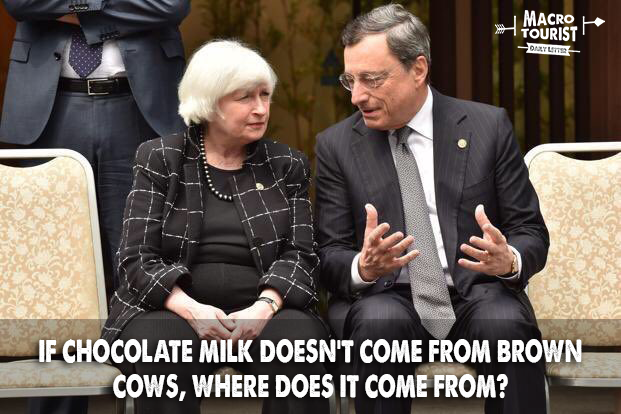 MACRO
TOURIST
DAILY LETTER
IF CHOCOLATE MILK DOESN'T COME FROM BROWN
COWS, WHERE DOES IT COME FROM?